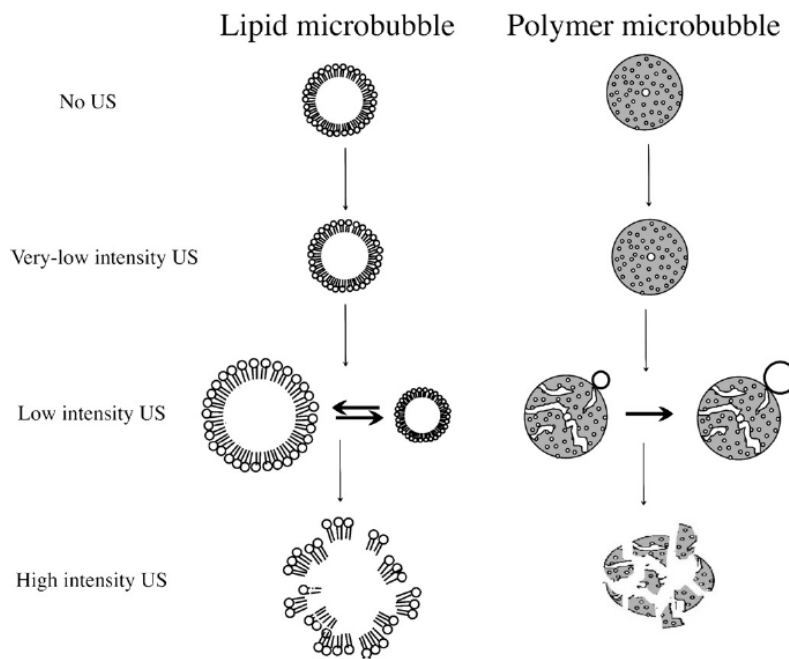 Lipid microbubble
Polymer microbubble
No US
Very-low intensity US
Low intensity US
High intensity US